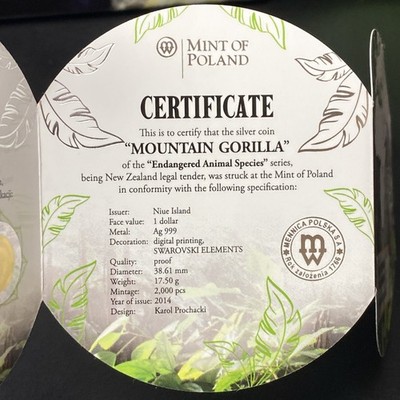 MINT OF
POLAND
CERTIFICATE
This is to certify that the silver coin
"MOUNTAIN GORILLA"
of the "Endangered Animal Species" series,
being New Zealand legal tender, was struck at the Mint of Poland
in conformity with the following specification:
Issuer: Niue Island
Face value: 1 dollar
Metal: Ag 999
Decoration: digital printing,
SWAROVSKI ELEMENTS
Quality: proof
Diameter: 38.61 mm
Weight: 17.50 g
Mintage: 2,000 pcs
Year of issue: 2014
Design: Karol Prochacki
MENNICA POLSKA S.A.
Rok założenia 1766